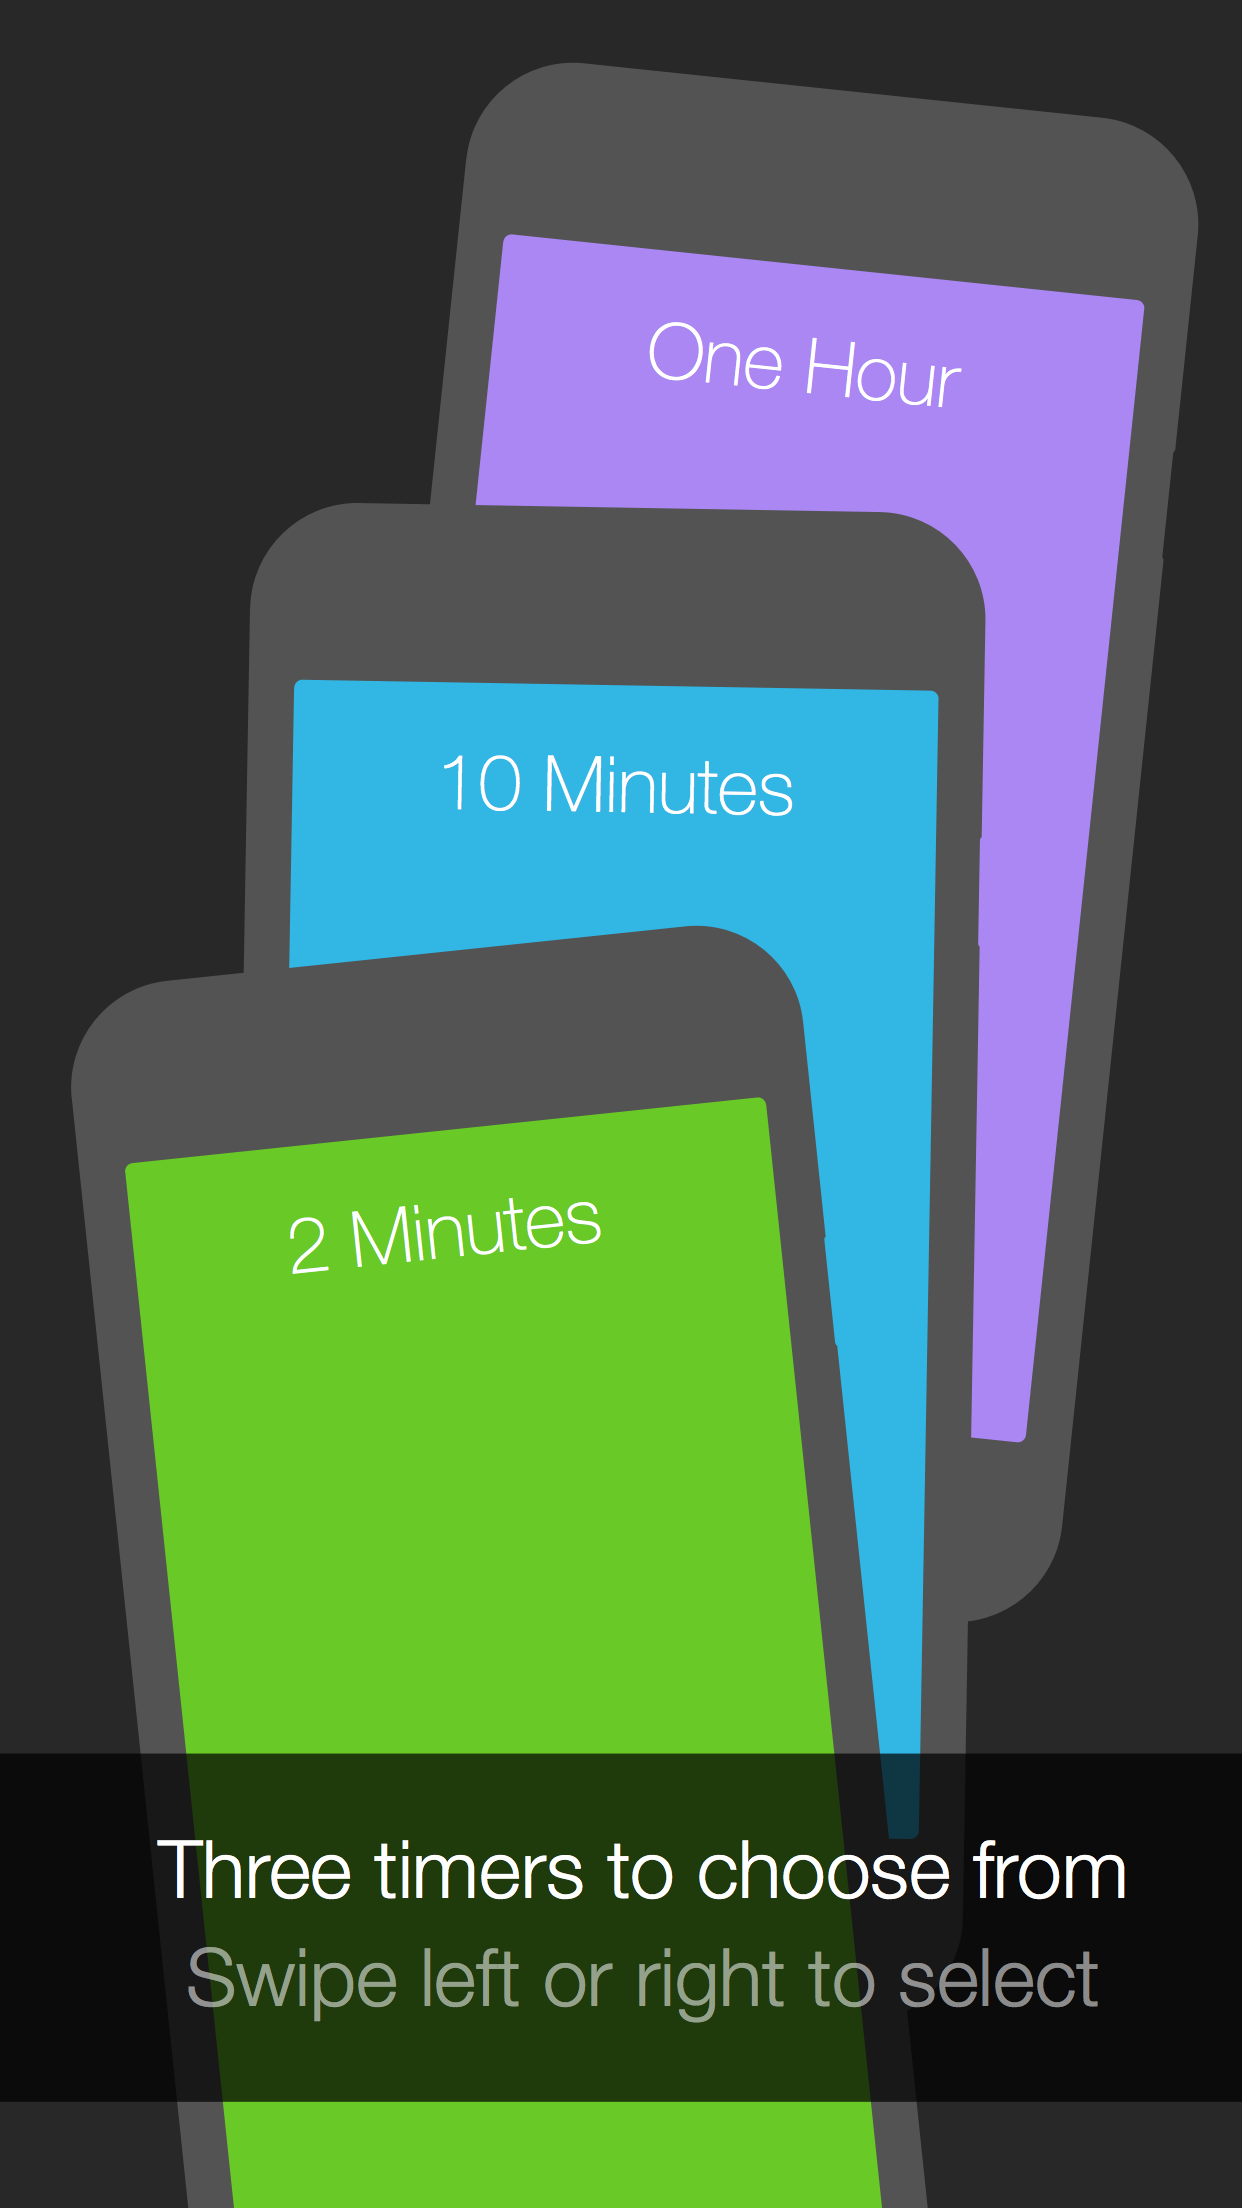 One Hour
10 Minutes
2 Minutes
Three timers to choose from
Swipe left or right to select